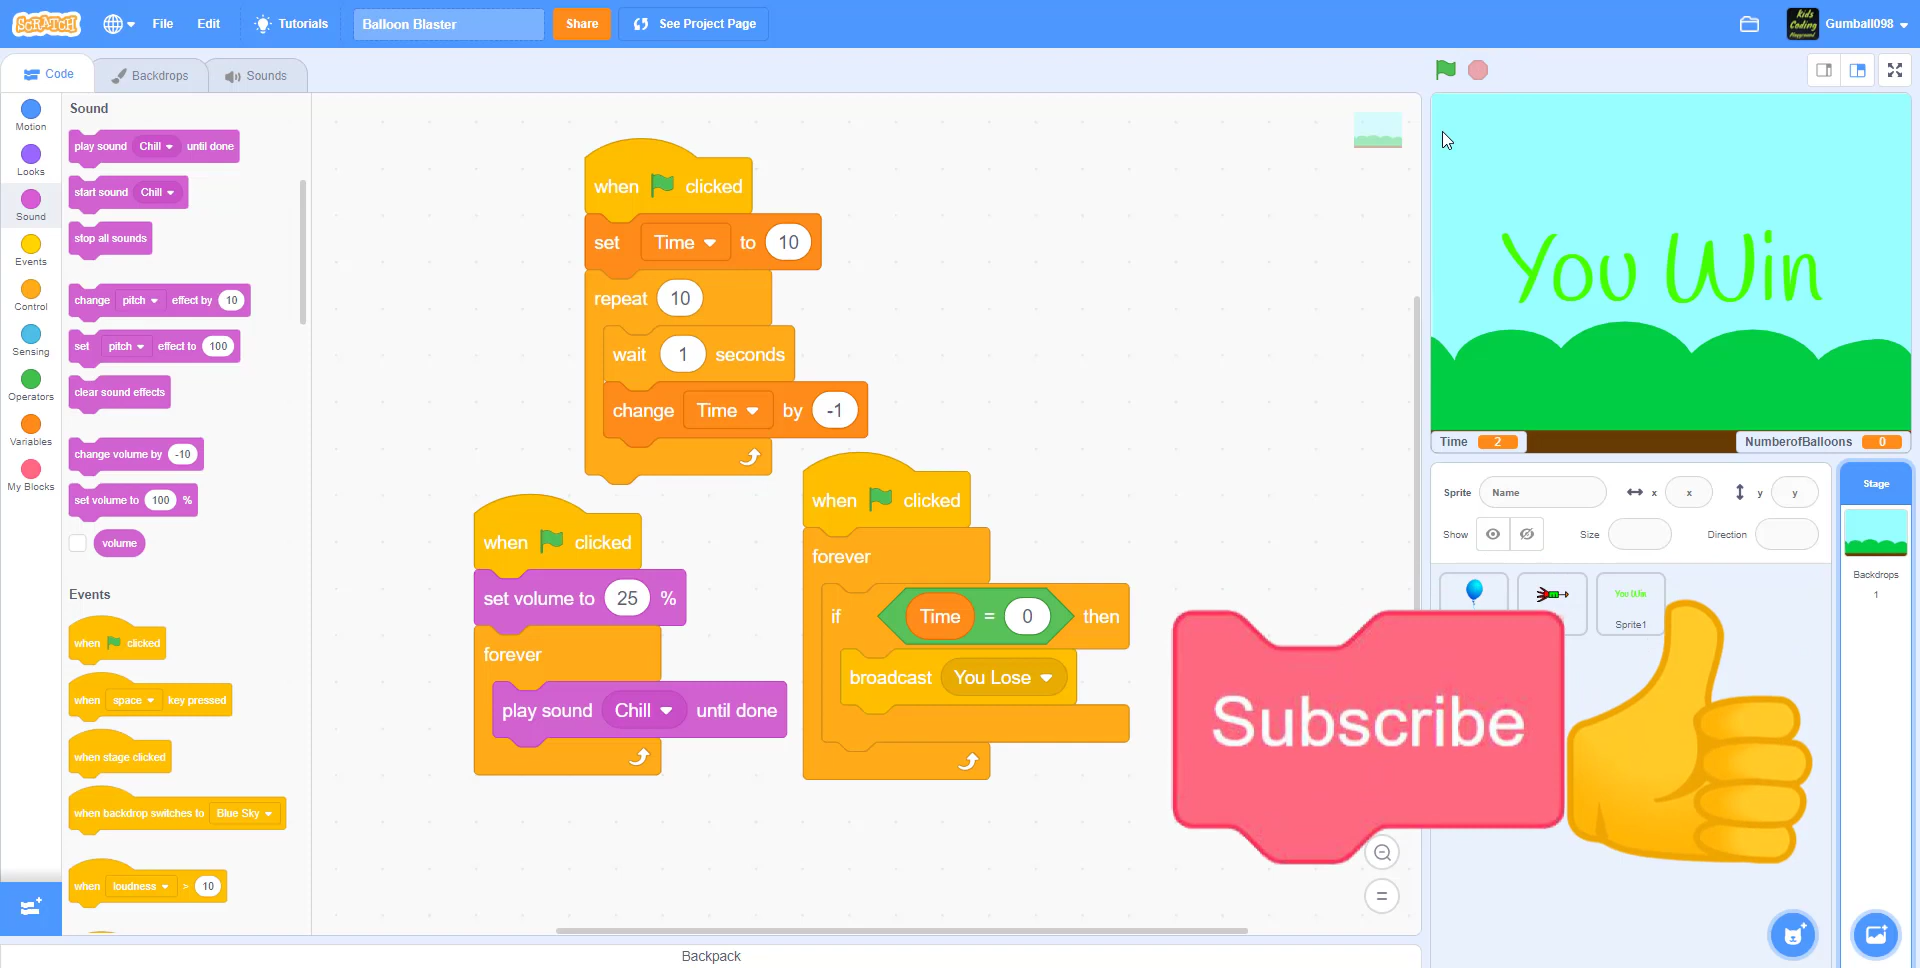 SCRATCH
File
Edit
Tutorials
Balloon Blaster
Share
See Project Page
Kids
Coding
Playground
Gumball098
Code
Backdrops
Sounds
Motion
Looks
Sound
Events
Control
Sensing
Operators
Variables
My Blocks
Sound
play sound Chill until done
start sound Chill
stop all sounds
change pitch effect by 10
set pitch effect to 100
clear sound effects
change volume by -10
set volume to 100 %
volume
Events
when clicked
when space key pressed
when stage clicked
when backdrop switches to Blue Sky
when loudness > 10
when clicked
set Time to 10
repeat 10
wait 1 seconds
change Time by -1
when clicked
set volume to 25 %
forever
play sound Chill until done
when clicked
forever
if Time = 0 then
broadcast You Lose
Subscribe
=
Backpack
You Win
Time 2
NumberofBalloons 0
Sprite Name
x x
y y
Show
Size
Direction
You Win
Sprite1
Stage
Backdrops
1